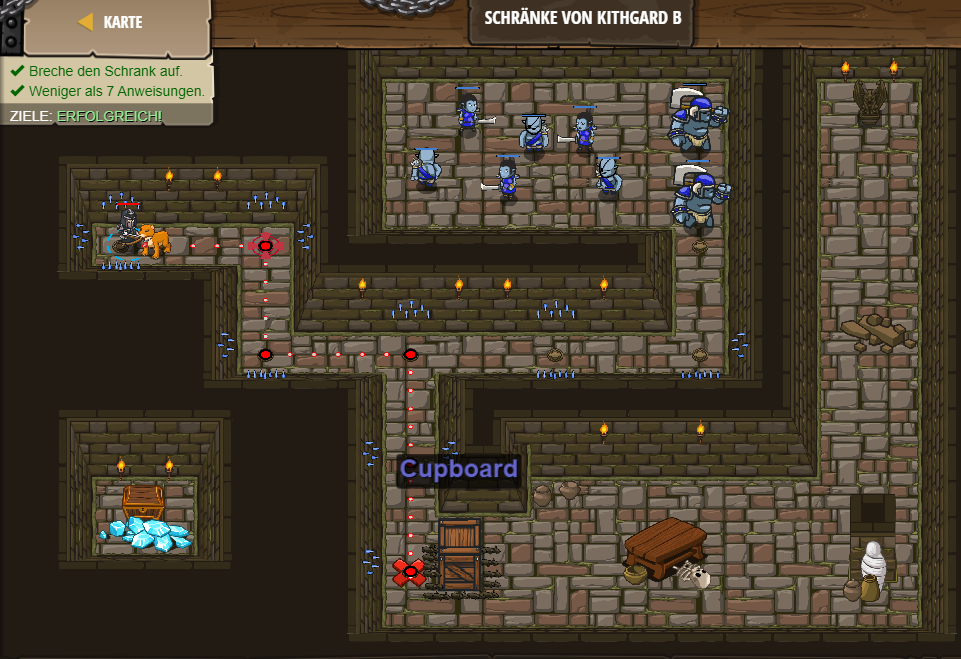 KARTE
SCHRÄNKE VON KITHGARD B
Breche den Schrank auf.
Weniger als 7 Anweisungen.
ZIELE: ERFOLGREICH!
Cupboard